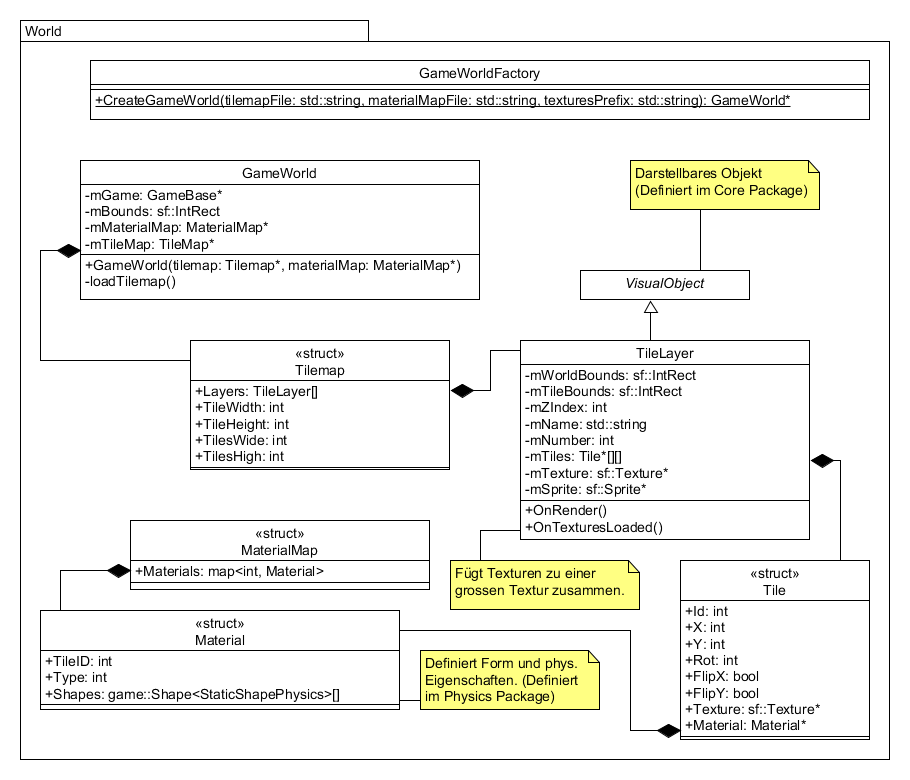 World
GameWorldFactory
+CreateGameWorld(tilemapFile: std::string, materialMapFile: std::string, texturesPrefix: std::string): GameWorld*
GameWorld
-mGame: GameBase*
-mBounds: sf::IntRect
-mMaterialMap: MaterialMap*
-mTileMap: TileMap*
+GameWorld(tilemap: Tilemap*, materialMap: MaterialMap*)
-loadTilemap()
Darstellbares Objekt
(Definiert im Core Package)
VisualObject
«struct»
Tilemap
+Layers: TileLayer[]
+TileWidth: int
+TileHeight: int
+TilesWide: int
+TilesHigh: int
TileLayer
-mWorldBounds: sf::IntRect
-mTileBounds: sf::IntRect
-mZIndex: int
-mName: std::string
-mNumber: int
-mTiles: Tile*[][]
-mTexture: sf::Texture*
-mSprite: sf::Sprite*
+OnRender()
+OnTexturesLoaded()
«struct»
MaterialMap
+Materials: map<int, Material>
Fügt Texturen zu einer
grossen Textur zusammen.
«struct»
Material
+TileID: int
+Type: int
+Shapes: game::Shape<StaticShapePhysics>[]
Definiert Form und phys.
Eigenschaften. (Definiert
im Physics Package)
«struct»
Tile
+Id: int
+X: int
+Y: int
+Rot: int
+FlipX: bool
+FlipY: bool
+Texture: sf::Texture*
+Material: Material*